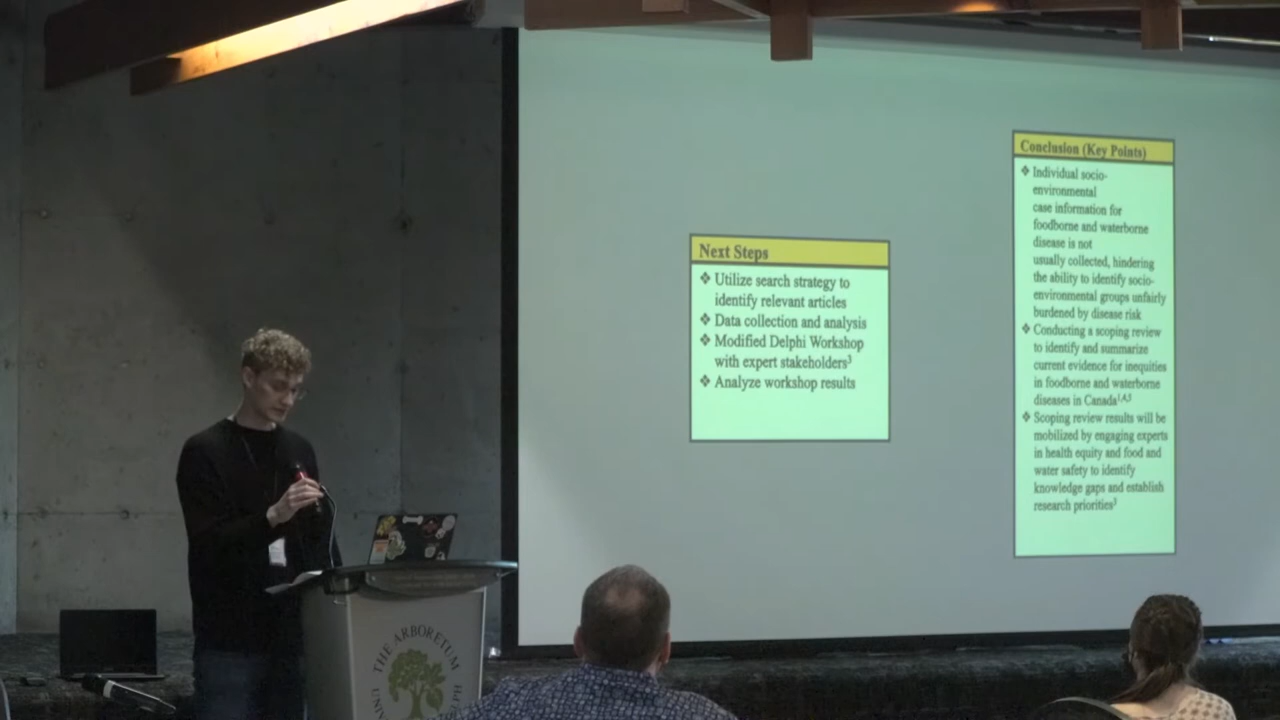 Next Steps
❖ Utilize search strategy to
identify relevant articles
❖ Data collection and analysis
❖ Modified Delphi Workshop
with expert stakeholders³
❖ Analyze workshop results
Conclusion (Key Points)
❖ Individual socio-
environmental
case information for
foodborne and waterborne
disease is not
usually collected, hindering
the ability to identify socio-
environmental groups unfairly
burdened by disease risk
❖ Conducting a scoping review
to identify and summarize
current evidence for inequities
in foodborne and waterborne
diseases in Canada
❖ Scoping review results will be
mobilized by engaging experts
in health equity and food and
water safety to identify
knowledge gaps and establish
research priorities³
THE ARBORETUM